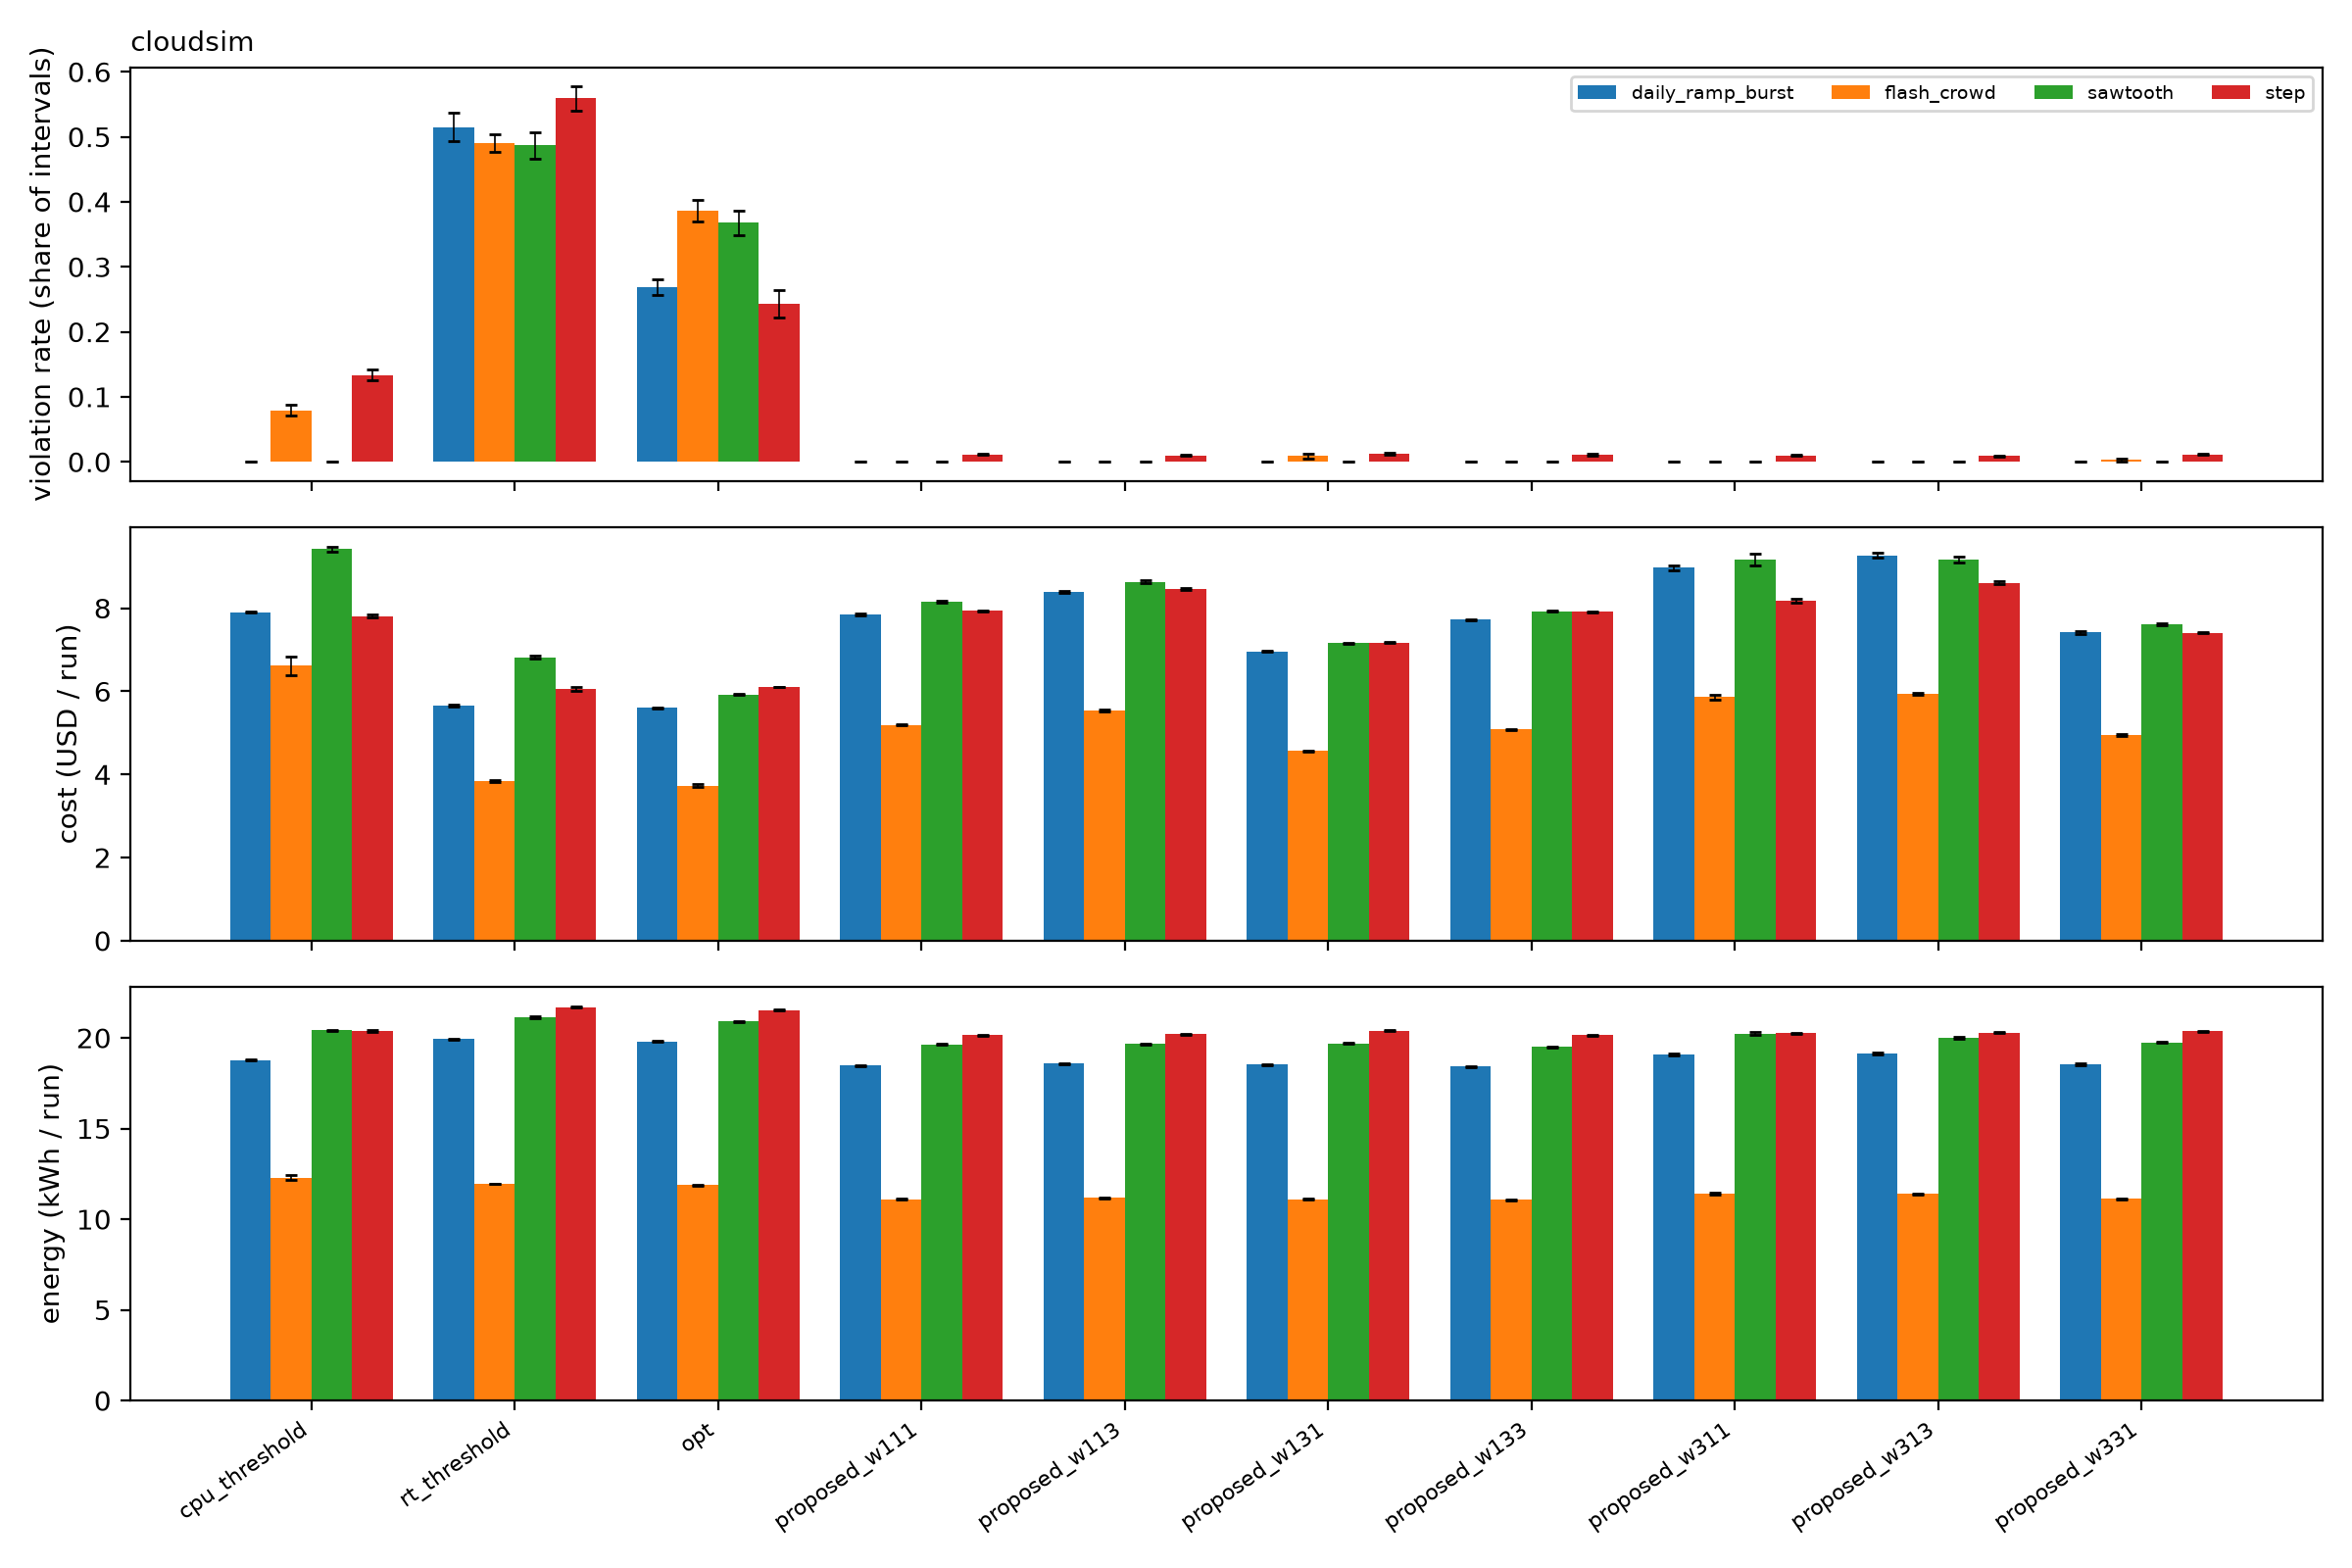 cloudsim
violation rate (share of intervals)
0.6
0.5
0.4
0.3
0.2
0.1
0.0
daily_ramp_burst flash_crowd sawtooth step
cost (USD / run)
8
6
4
2
0
energy (kWh / run)
20
15
10
5
0
cpu_threshold
rt_threshold
opt
proposed_w111
proposed_w113
proposed_w131
proposed_w133
proposed_w311
proposed_w313
proposed_w331